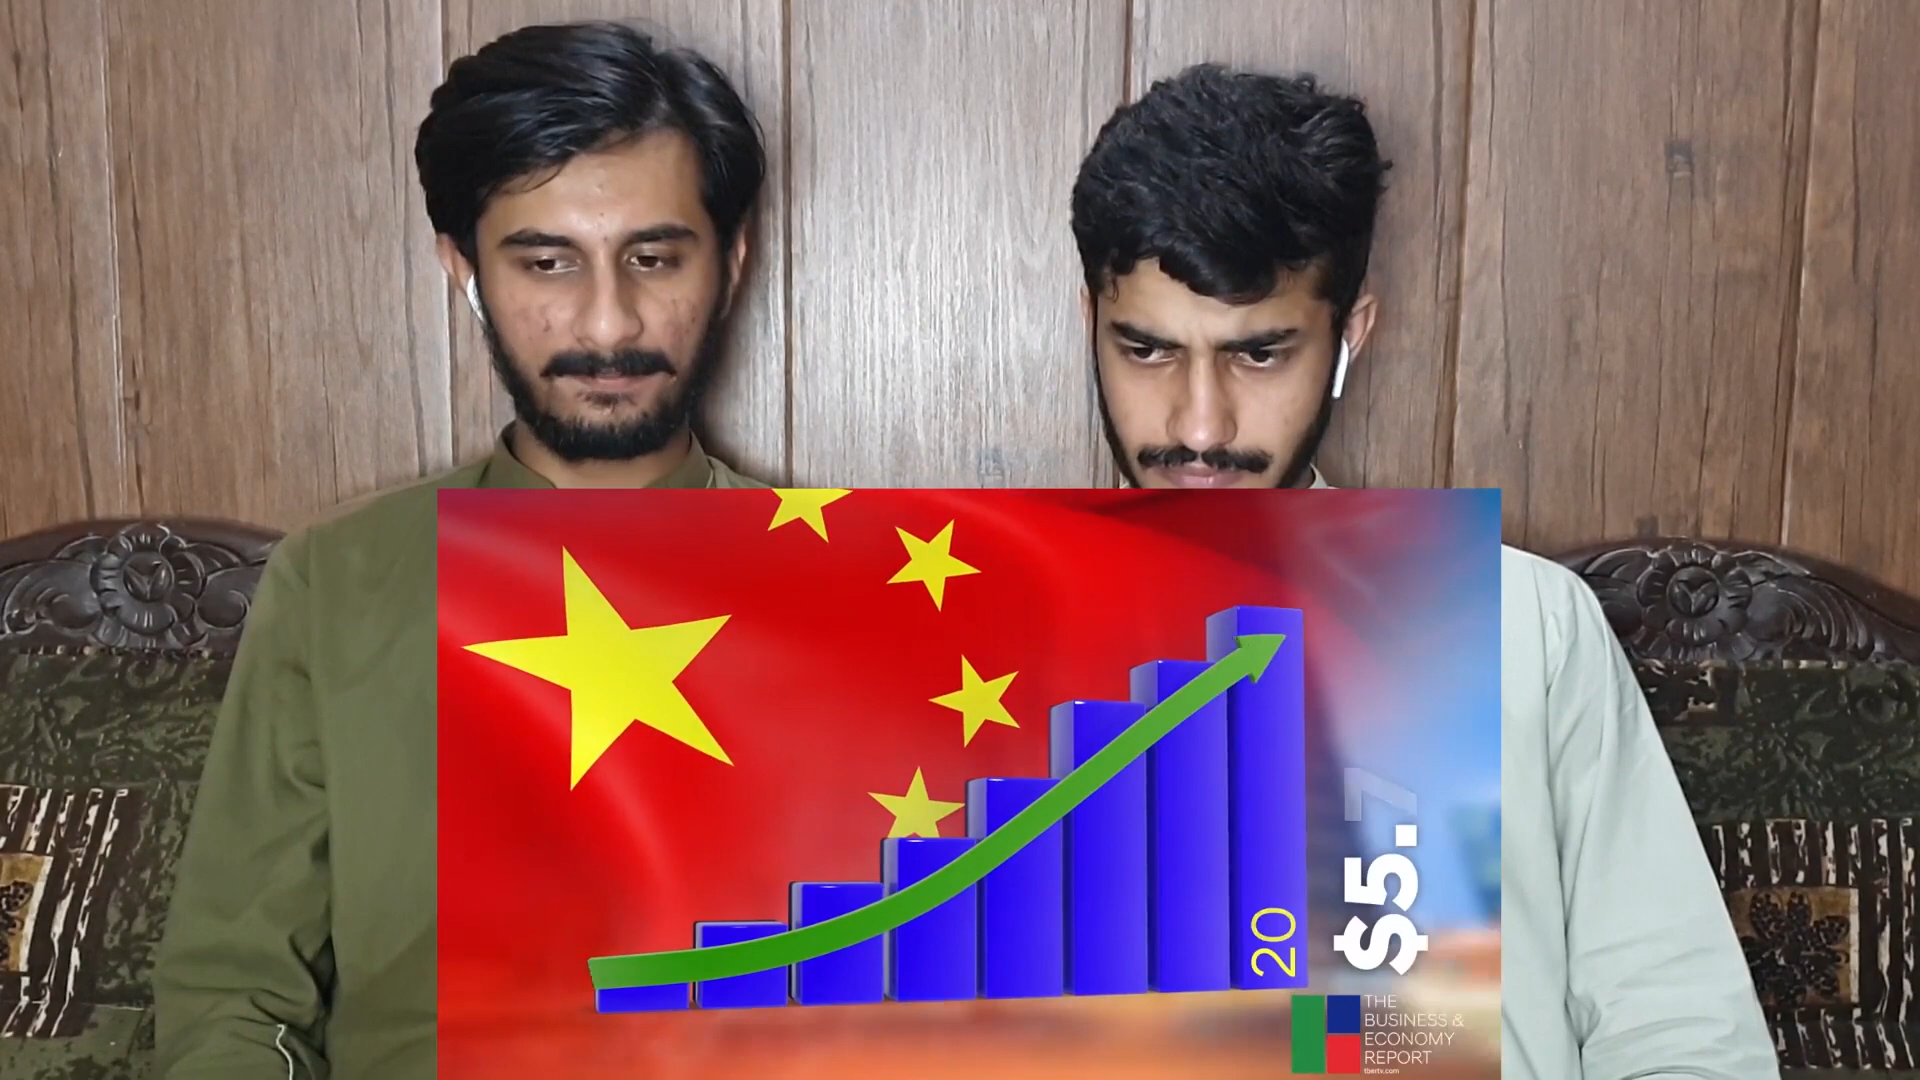 $5.7
20
THE
BUSINESS &
ECONOMY
REPORT
tbertv.com